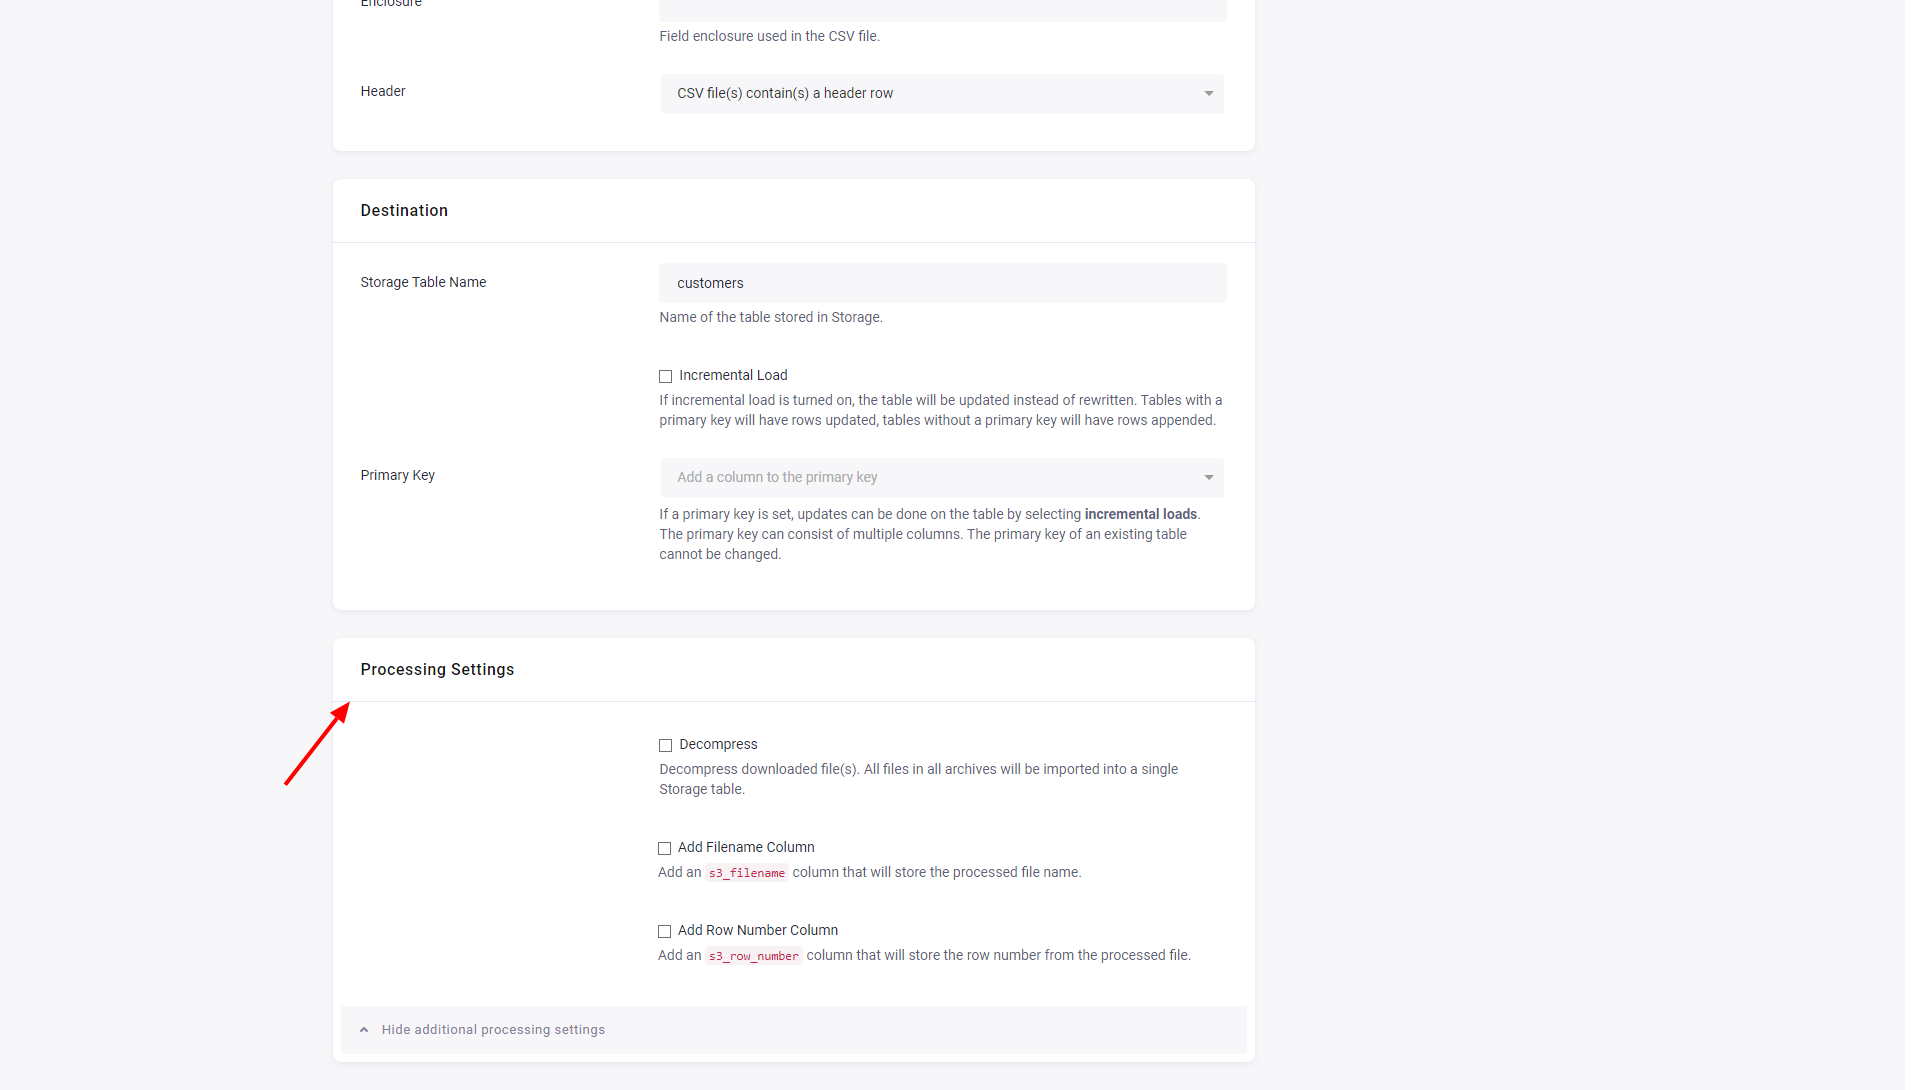 Enclosure
Field enclosure used in the CSV file.
Header
CSV file(s) contain(s) a header row
Destination
Storage Table Name
customers
Name of the table stored in Storage.
Incremental Load
If incremental load is turned on, the table will be updated instead of rewritten. Tables with a
primary key will have rows updated, tables without a primary key will have rows appended.
Primary Key
Add a column to the primary key
If a primary key is set, updates can be done on the table by selecting incremental loads.
The primary key can consist of multiple columns. The primary key of an existing table
cannot be changed.
Processing Settings
Decompress
Decompress downloaded file(s). All files in all archives will be imported into a single
Storage table.
Add Filename Column
Add an s3_filename column that will store the processed file name.
Add Row Number Column
Add an s3_row_number column that will store the row number from the processed file.
Hide additional processing settings